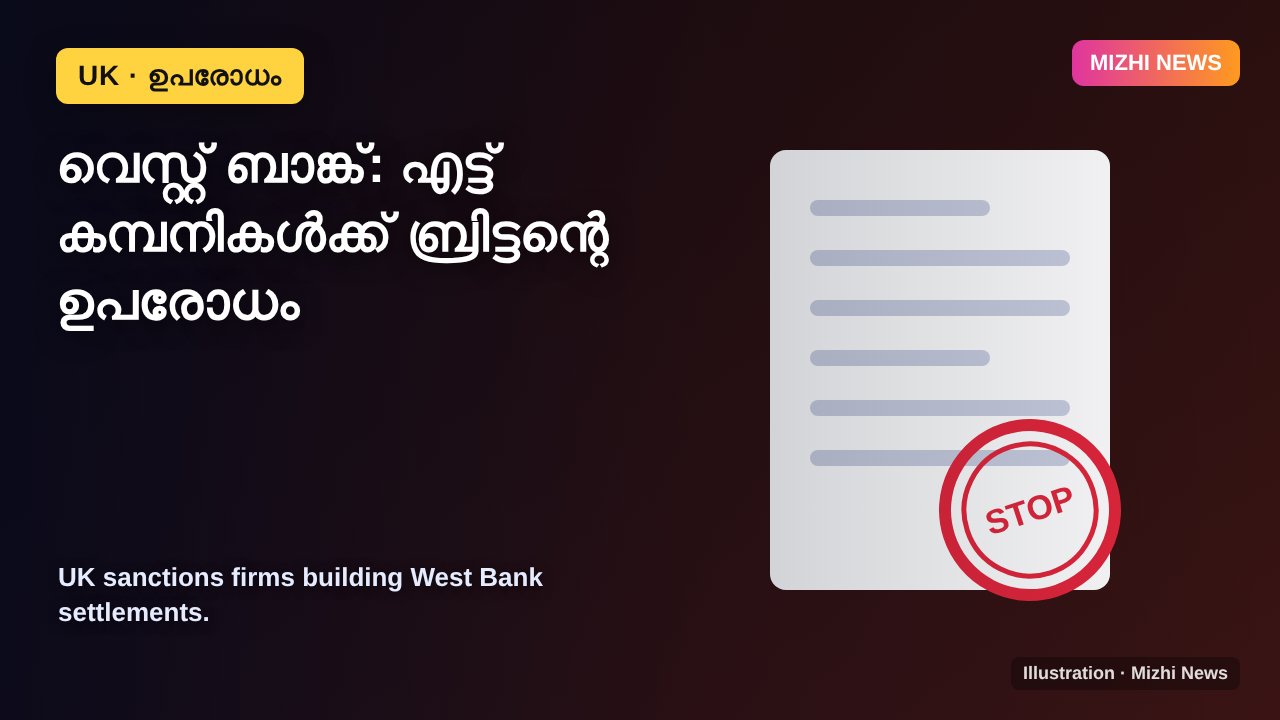 UK · ഉപരോധം
MIZHI NEWS
വെസ്റ്റ് ബാങ്ക്: എട്ട്
കമ്പനികൾക്ക് ബ്രിട്ടന്റെ
ഉപരോധം
STOP
UK sanctions firms building West Bank
settlements.
Illustration · Mizhi News